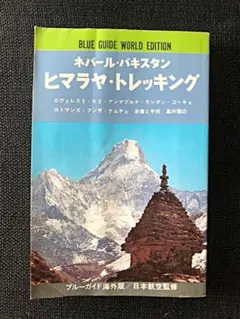 BLUE GUIDE WORLD EDITION
ネパール・パキスタン
ヒマラヤ・トレッキング
エヴェレスト・K2・アンナプルナ・ランタン・ゴーキョ
カトマンズ・フンザ・ナムチェ
ブルーガイド海外版/日本航空監修